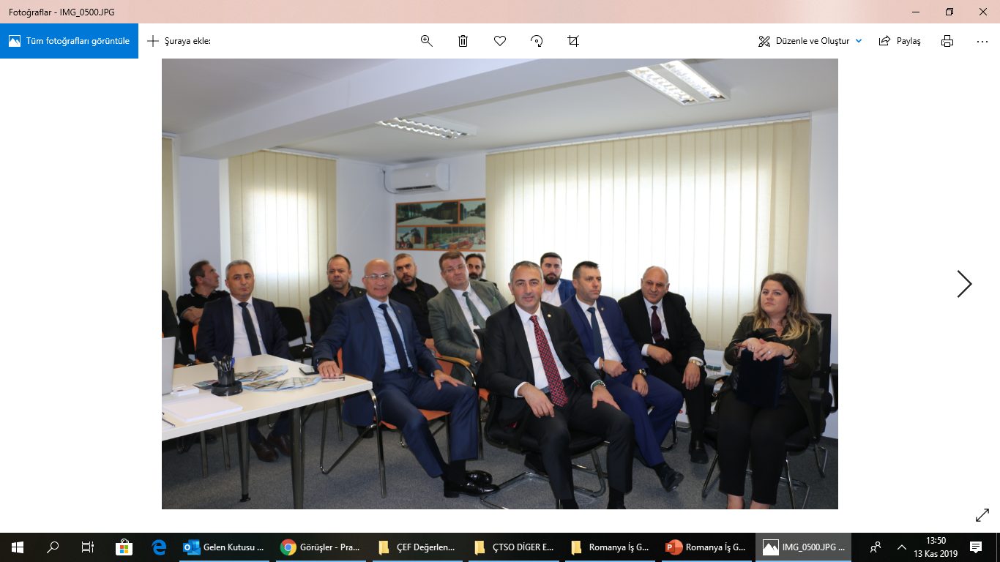 Fotoğraflar - IMG_0500.JPG
Tüm fotoğrafları görüntüle
Şuraya ekle:
Düzenle ve Oluştur
Paylaş
Gelen Kutusu ...
Görüşler - Pra...
ÇEF Değerlen...
ÇTSO DİGER E...
Romanya İş G...
Romanya İş G...
IMG_0500.JPG ...
13:50
13 Kas 2019